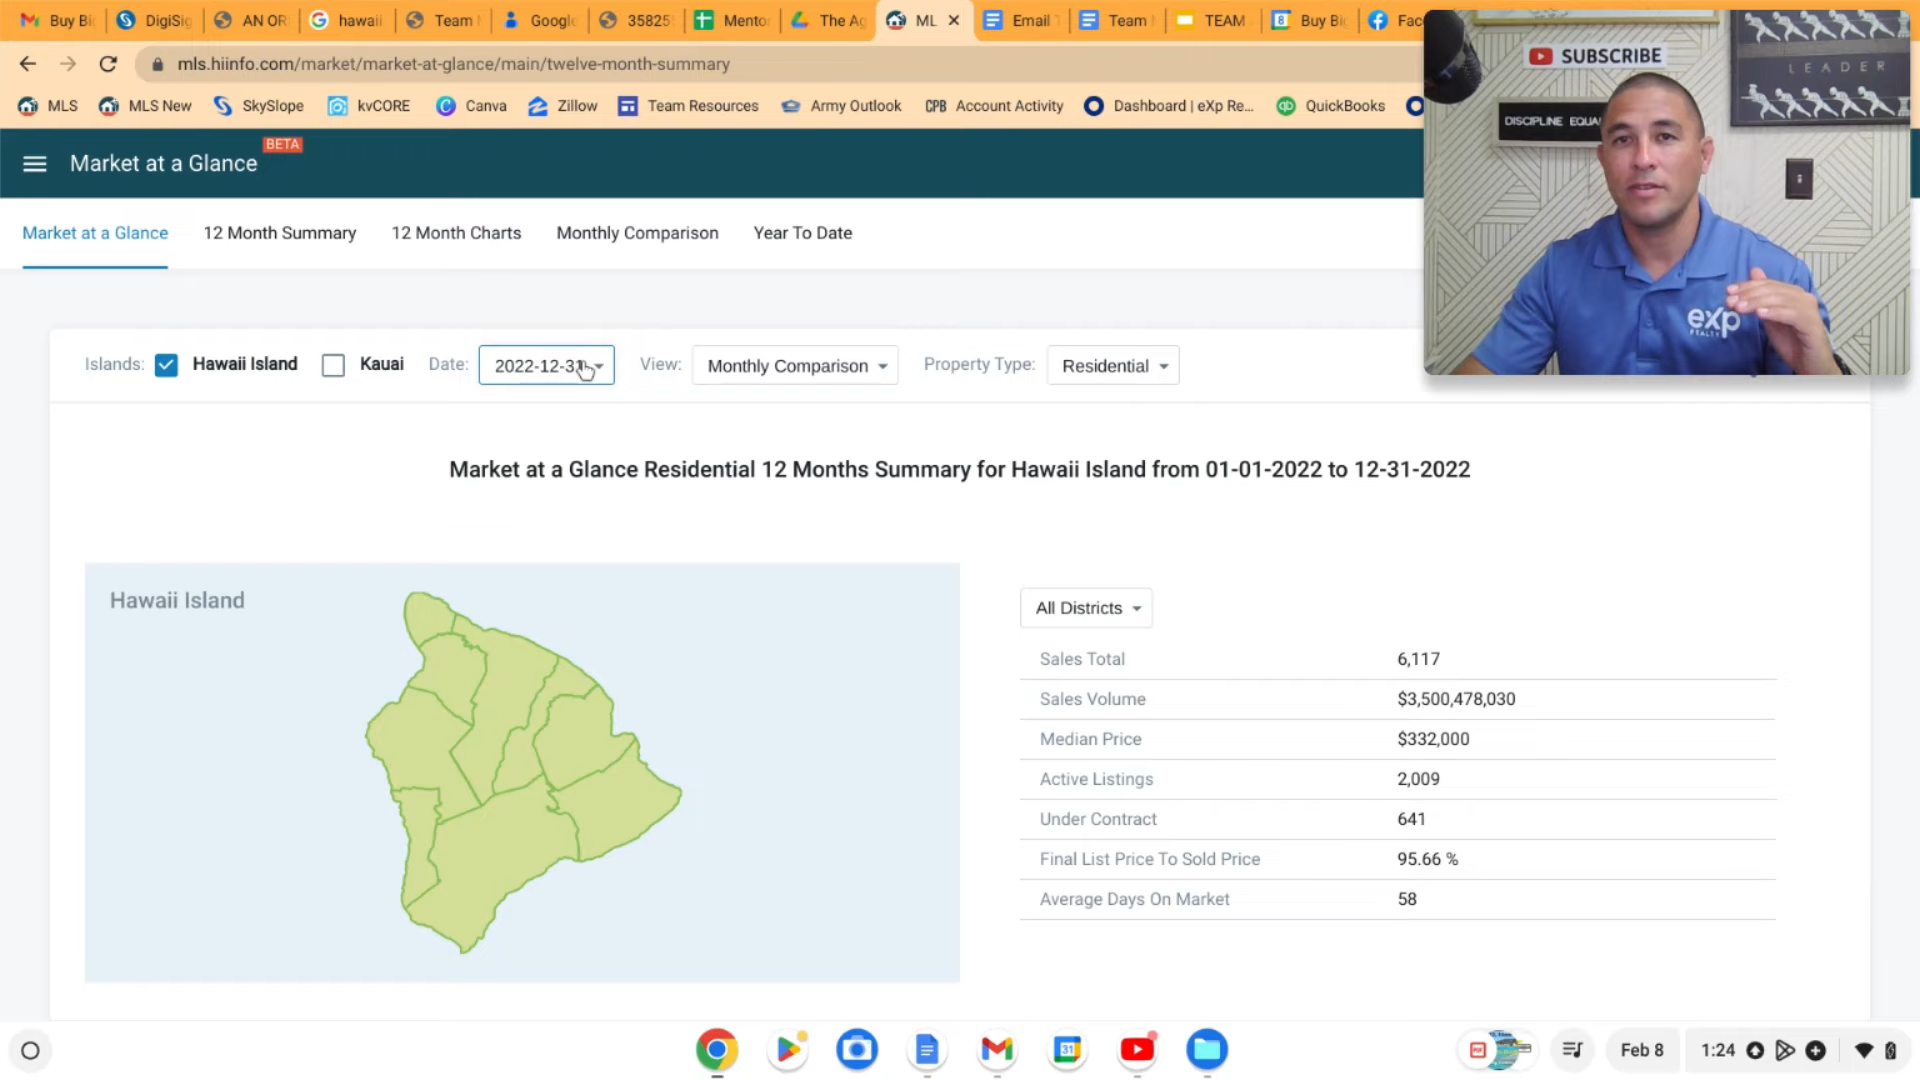 Buy Bi
DigiSig
AN OR
hawaii
Team
Google
35825
Mento
The Ag
ML
Email
Team
TEAM
8
Buy Bi
Fac
mls.hiinfo.com/market/market-at-glance/main/twelve-month-summary
MLS
MLS New
SkySlope
kvCORE
Canva
Zillow
Team Resources
Army Outlook
CPB Account Activity
Dashboard | eXp Re...
QuickBooks
SUBSCRIBE
LEADER
DISCIPLINE EQUA
exp
REALTY
Market at a Glance
BETA
Market at a Glance
12 Month Summary
12 Month Charts
Monthly Comparison
Year To Date
Islands:
Hawaii Island
Kauai
Date:
2022-12-31
View:
Monthly Comparison
Property Type:
Residential
Market at a Glance Residential 12 Months Summary for Hawaii Island from 01-01-2022 to 12-31-2022
Hawaii Island
All Districts
Sales Total 6,117
Sales Volume $3,500,478,030
Median Price $332,000
Active Listings 2,009
Under Contract 641
Final List Price To Sold Price 95.66 %
Average Days On Market 58
31
Feb 8
1:24